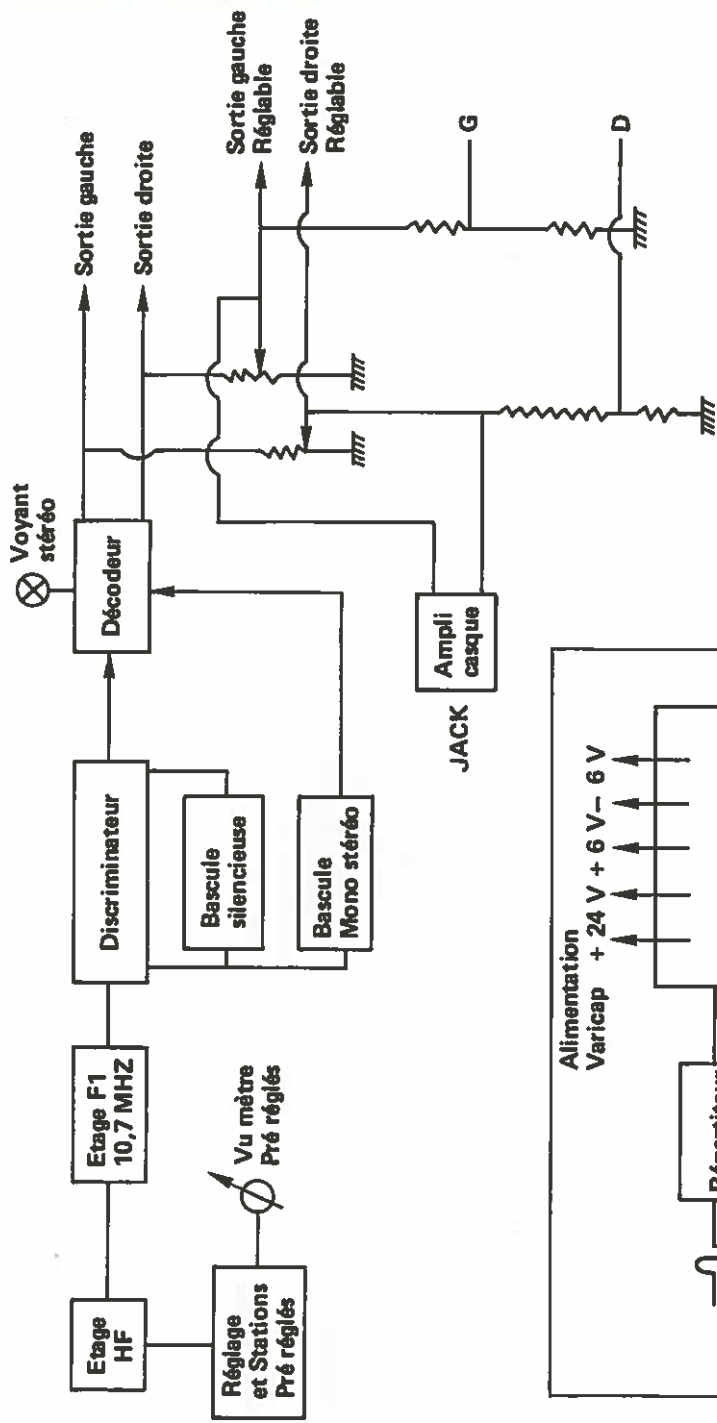 Etage
HF
Etage F1
10,7 MHZ
Discriminateur
Décodeur
Voyant
stéréo
Sortie gauche
Sortie droite
Réglage
et Stations
Pré réglés
Vu mètre
Pré réglés
Bascule
silencieuse
Bascule
Mono stéréo
Sortie gauche
Réglable
Sortie droite
Réglable
Ampli
casque
JACK
G
D
Alimentation
Varicap + 24 V + 6 V – 6 V